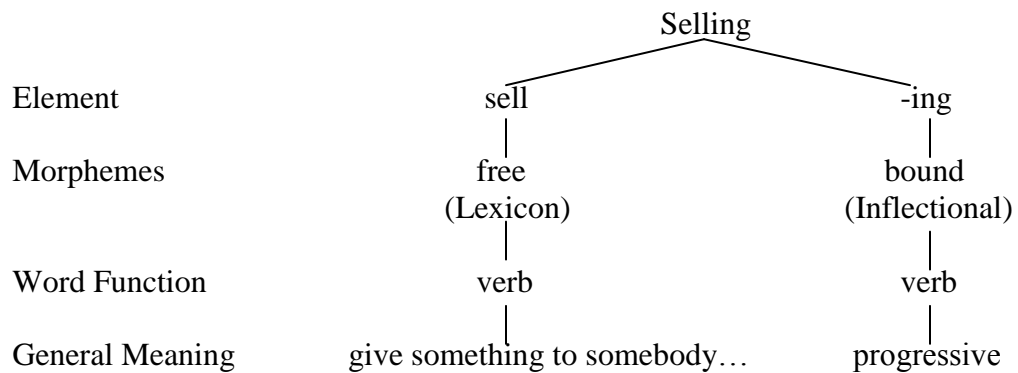 Selling
Element sell -ing
Morphemes free bound
(Lexicon) (Inflectional)
Word Function verb verb
General Meaning give something to somebody… progressive